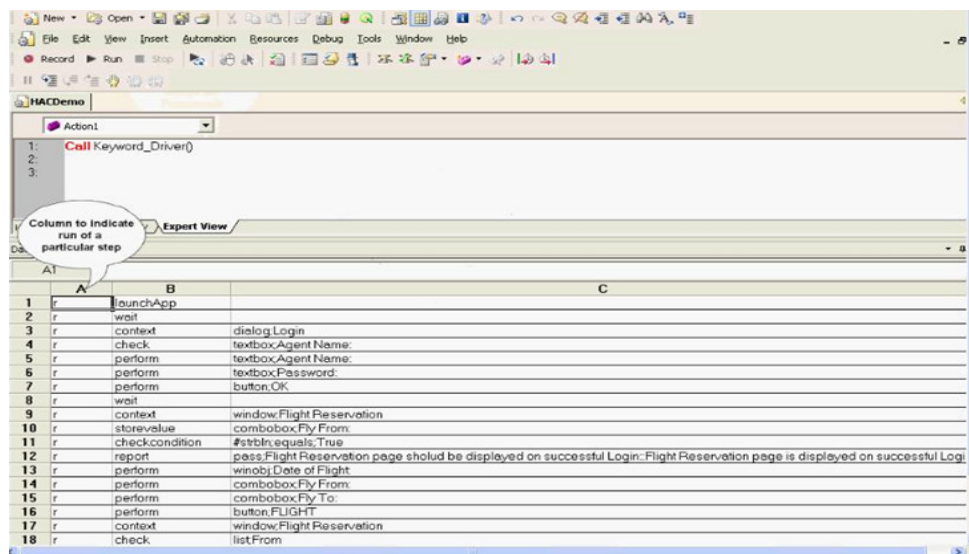 New Open
File Edit View Insert Automation Resources Debug Tools Window Help
Record Run Stop
HACDemo
Action1
1: Call Keyword_Driver()
2:
3:
Column to Indicate run of a particular step
Expert View
A1
A B C
1 r launchApp
2 r wait
3 r context dialog;Login
4 r check textbox;Agent Name:
5 r perform textbox;Agent Name:
6 r perform textbox;Password:
7 r perform button;OK
8 r wait
9 r context window;Flight Reservation
10 r storevalue combobox;Fly From:
11 r checkcondition #strbln;equals;True
12 r report pass;Flight Reservation page sholud be displayed on successful Login::Flight Reservation page is displayed on successful Logi
13 r perform winobj;Date of Flight:
14 r perform combobox;Fly From:
15 r perform combobox;Fly To:
16 r perform button;FLIGHT
17 r context window;Flight Reservation
18 r check list;From